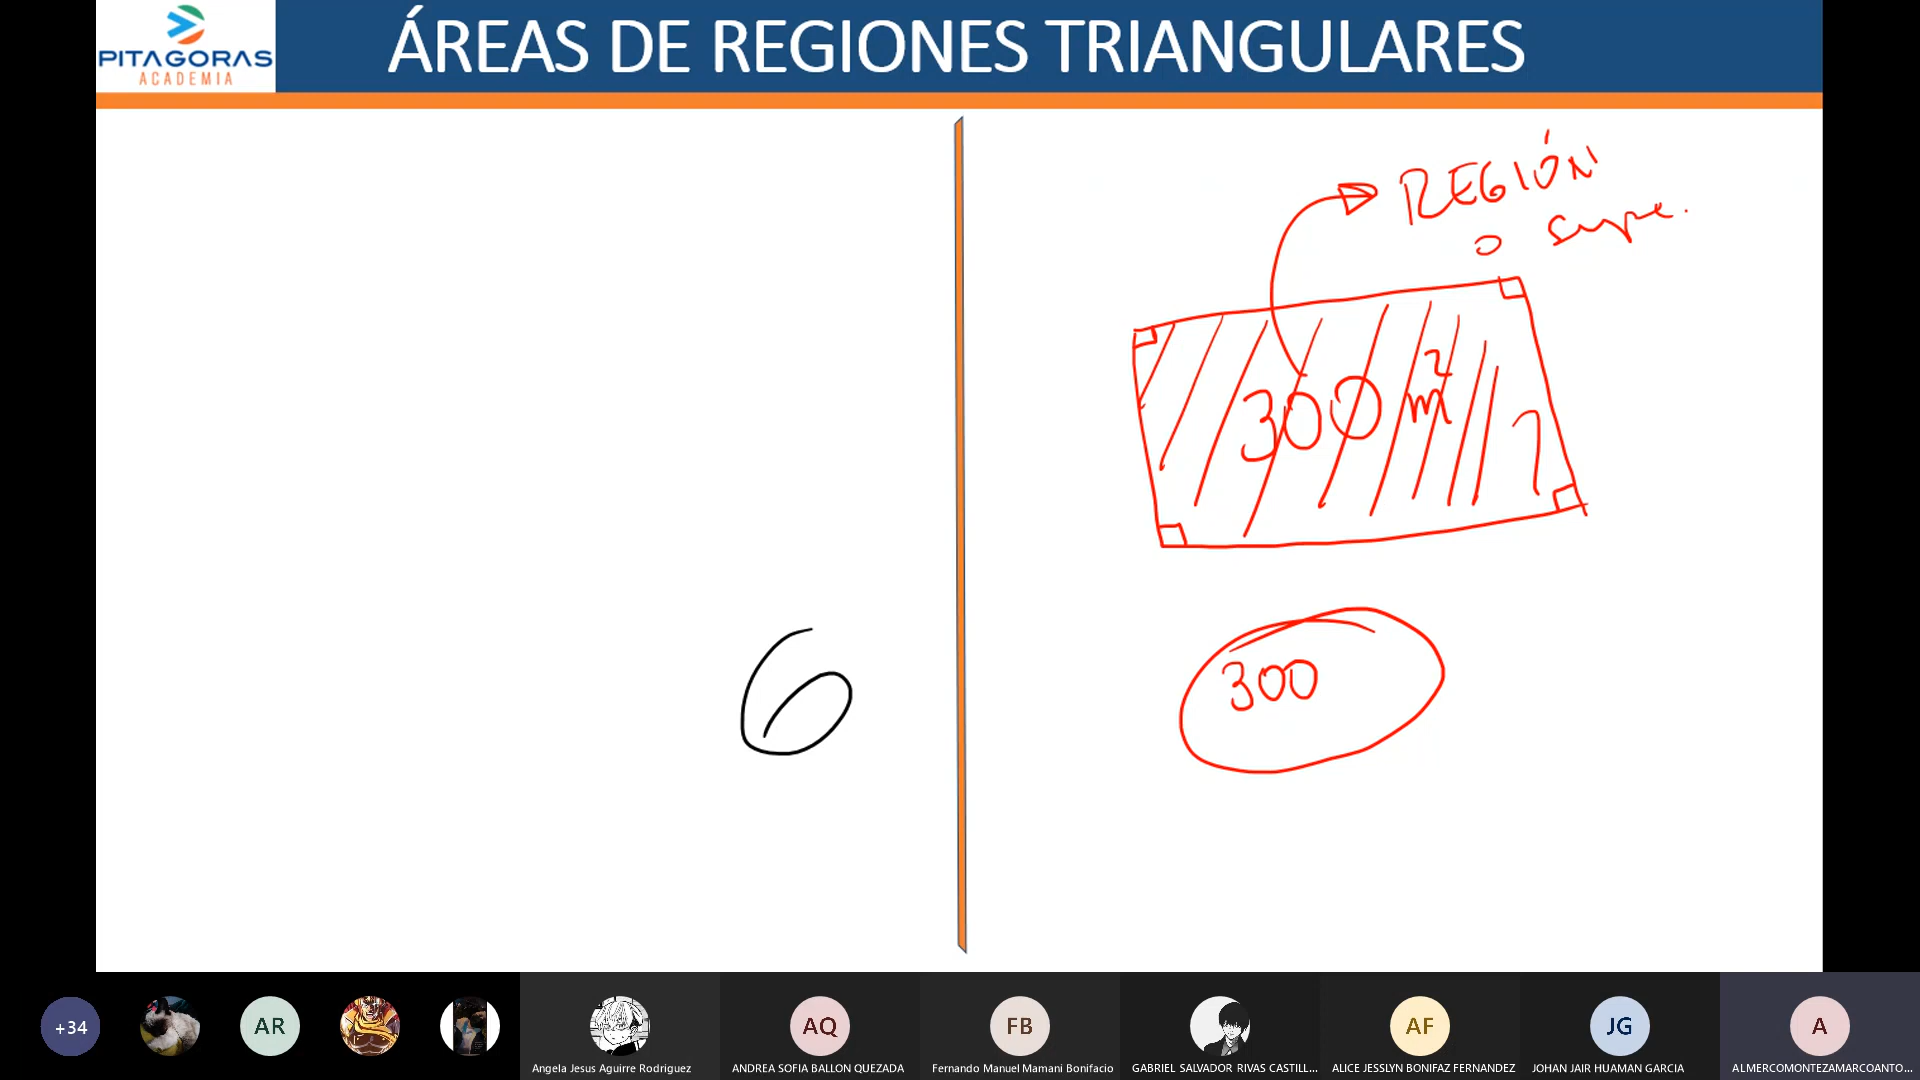 PITAGORAS
ACADEMIA
ÁREAS DE REGIONES TRIANGULARES
REGIÓN
o supe.
300 m²
6
300
+34
AR
AQ
FB
AF
JG
A
Angela Jesus Aguirre Rodriguez
ANDREA SOFIA BALLON QUEZADA
Fernando Manuel Mamani Bonifacio
GABRIEL SALVADOR RIVAS CASTILL...
ALICE JESSLYN BONIFAZ FERNANDEZ
JOHAN JAIR HUAMAN GARCIA
ALMERCOMONTEZAMARCOANTO...